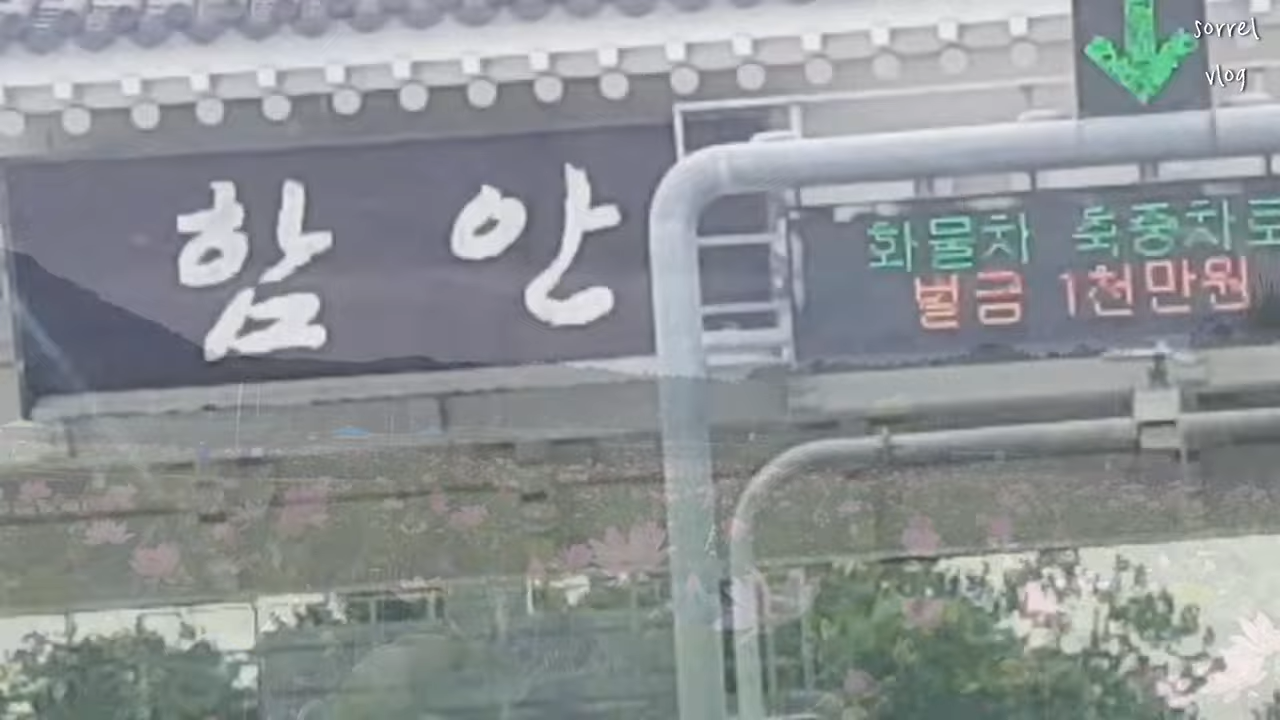 함안
화물차 축중차로
벌금 1천만원
sorrel
vlog